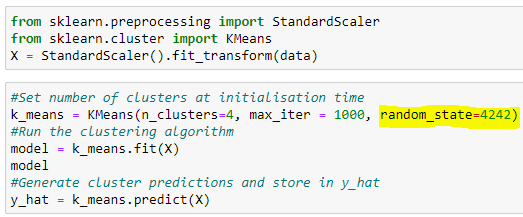 from sklearn.preprocessing import StandardScaler
from sklearn.cluster import KMeans
X = StandardScaler().fit_transform(data)
#Set number of clusters at initialisation time
k_means = KMeans(n_clusters=4, max_iter = 1000, random_state=4242)
#Run the clustering algorithm
model = k_means.fit(X)
model
#Generate cluster predictions and store in y_hat
y_hat = k_means.predict(X)